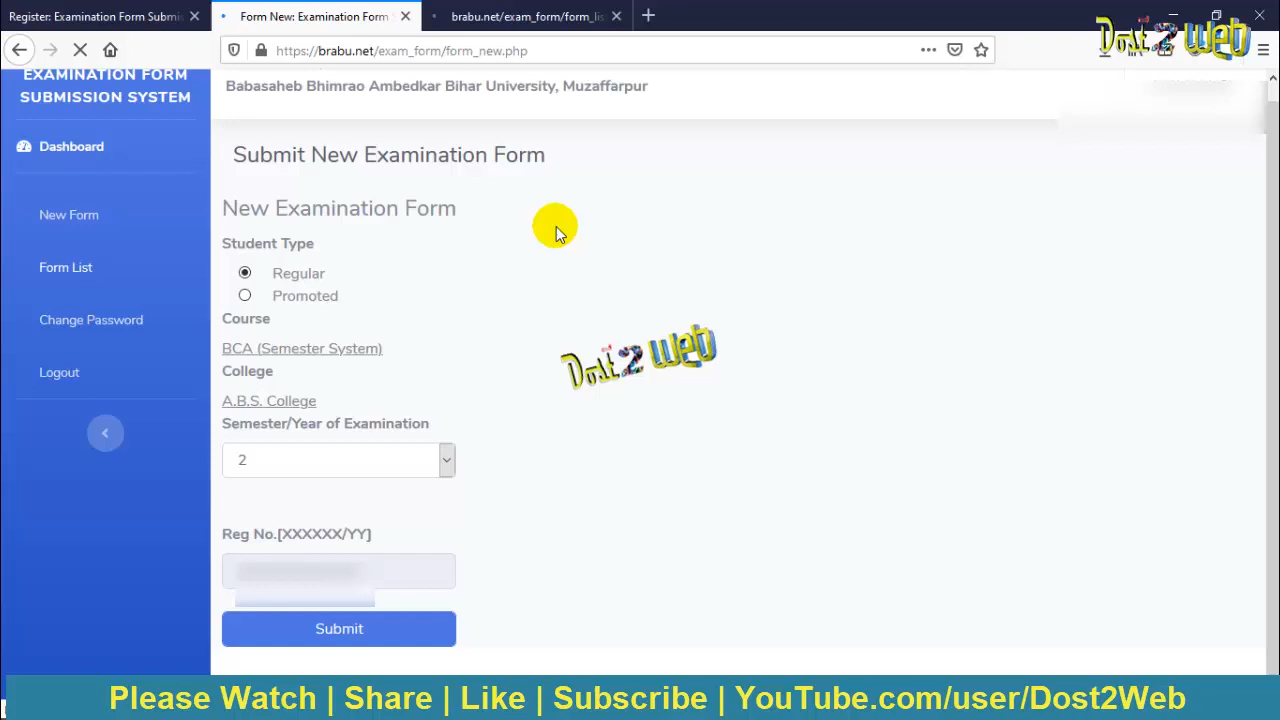 Register: Examination Form Submis
Form New: Examination Form
brabu.net/exam_form/form_lis
https://brabu.net/exam_form/form_new.php
Dost2Web
EXAMINATION FORM
SUBMISSION SYSTEM
Babasaheb Bhimrao Ambedkar Bihar University, Muzaffarpur
Dashboard
New Form
Form List
Change Password
Logout
Submit New Examination Form
New Examination Form
Student Type
Regular
Promoted
Course
BCA (Semester System)
College
A.B.S. College
Semester/Year of Examination
2
Reg No.[XXXXXX/YY]
Submit
Dost2Web
Please Watch | Share | Like | Subscribe | YouTube.com/user/Dost2Web